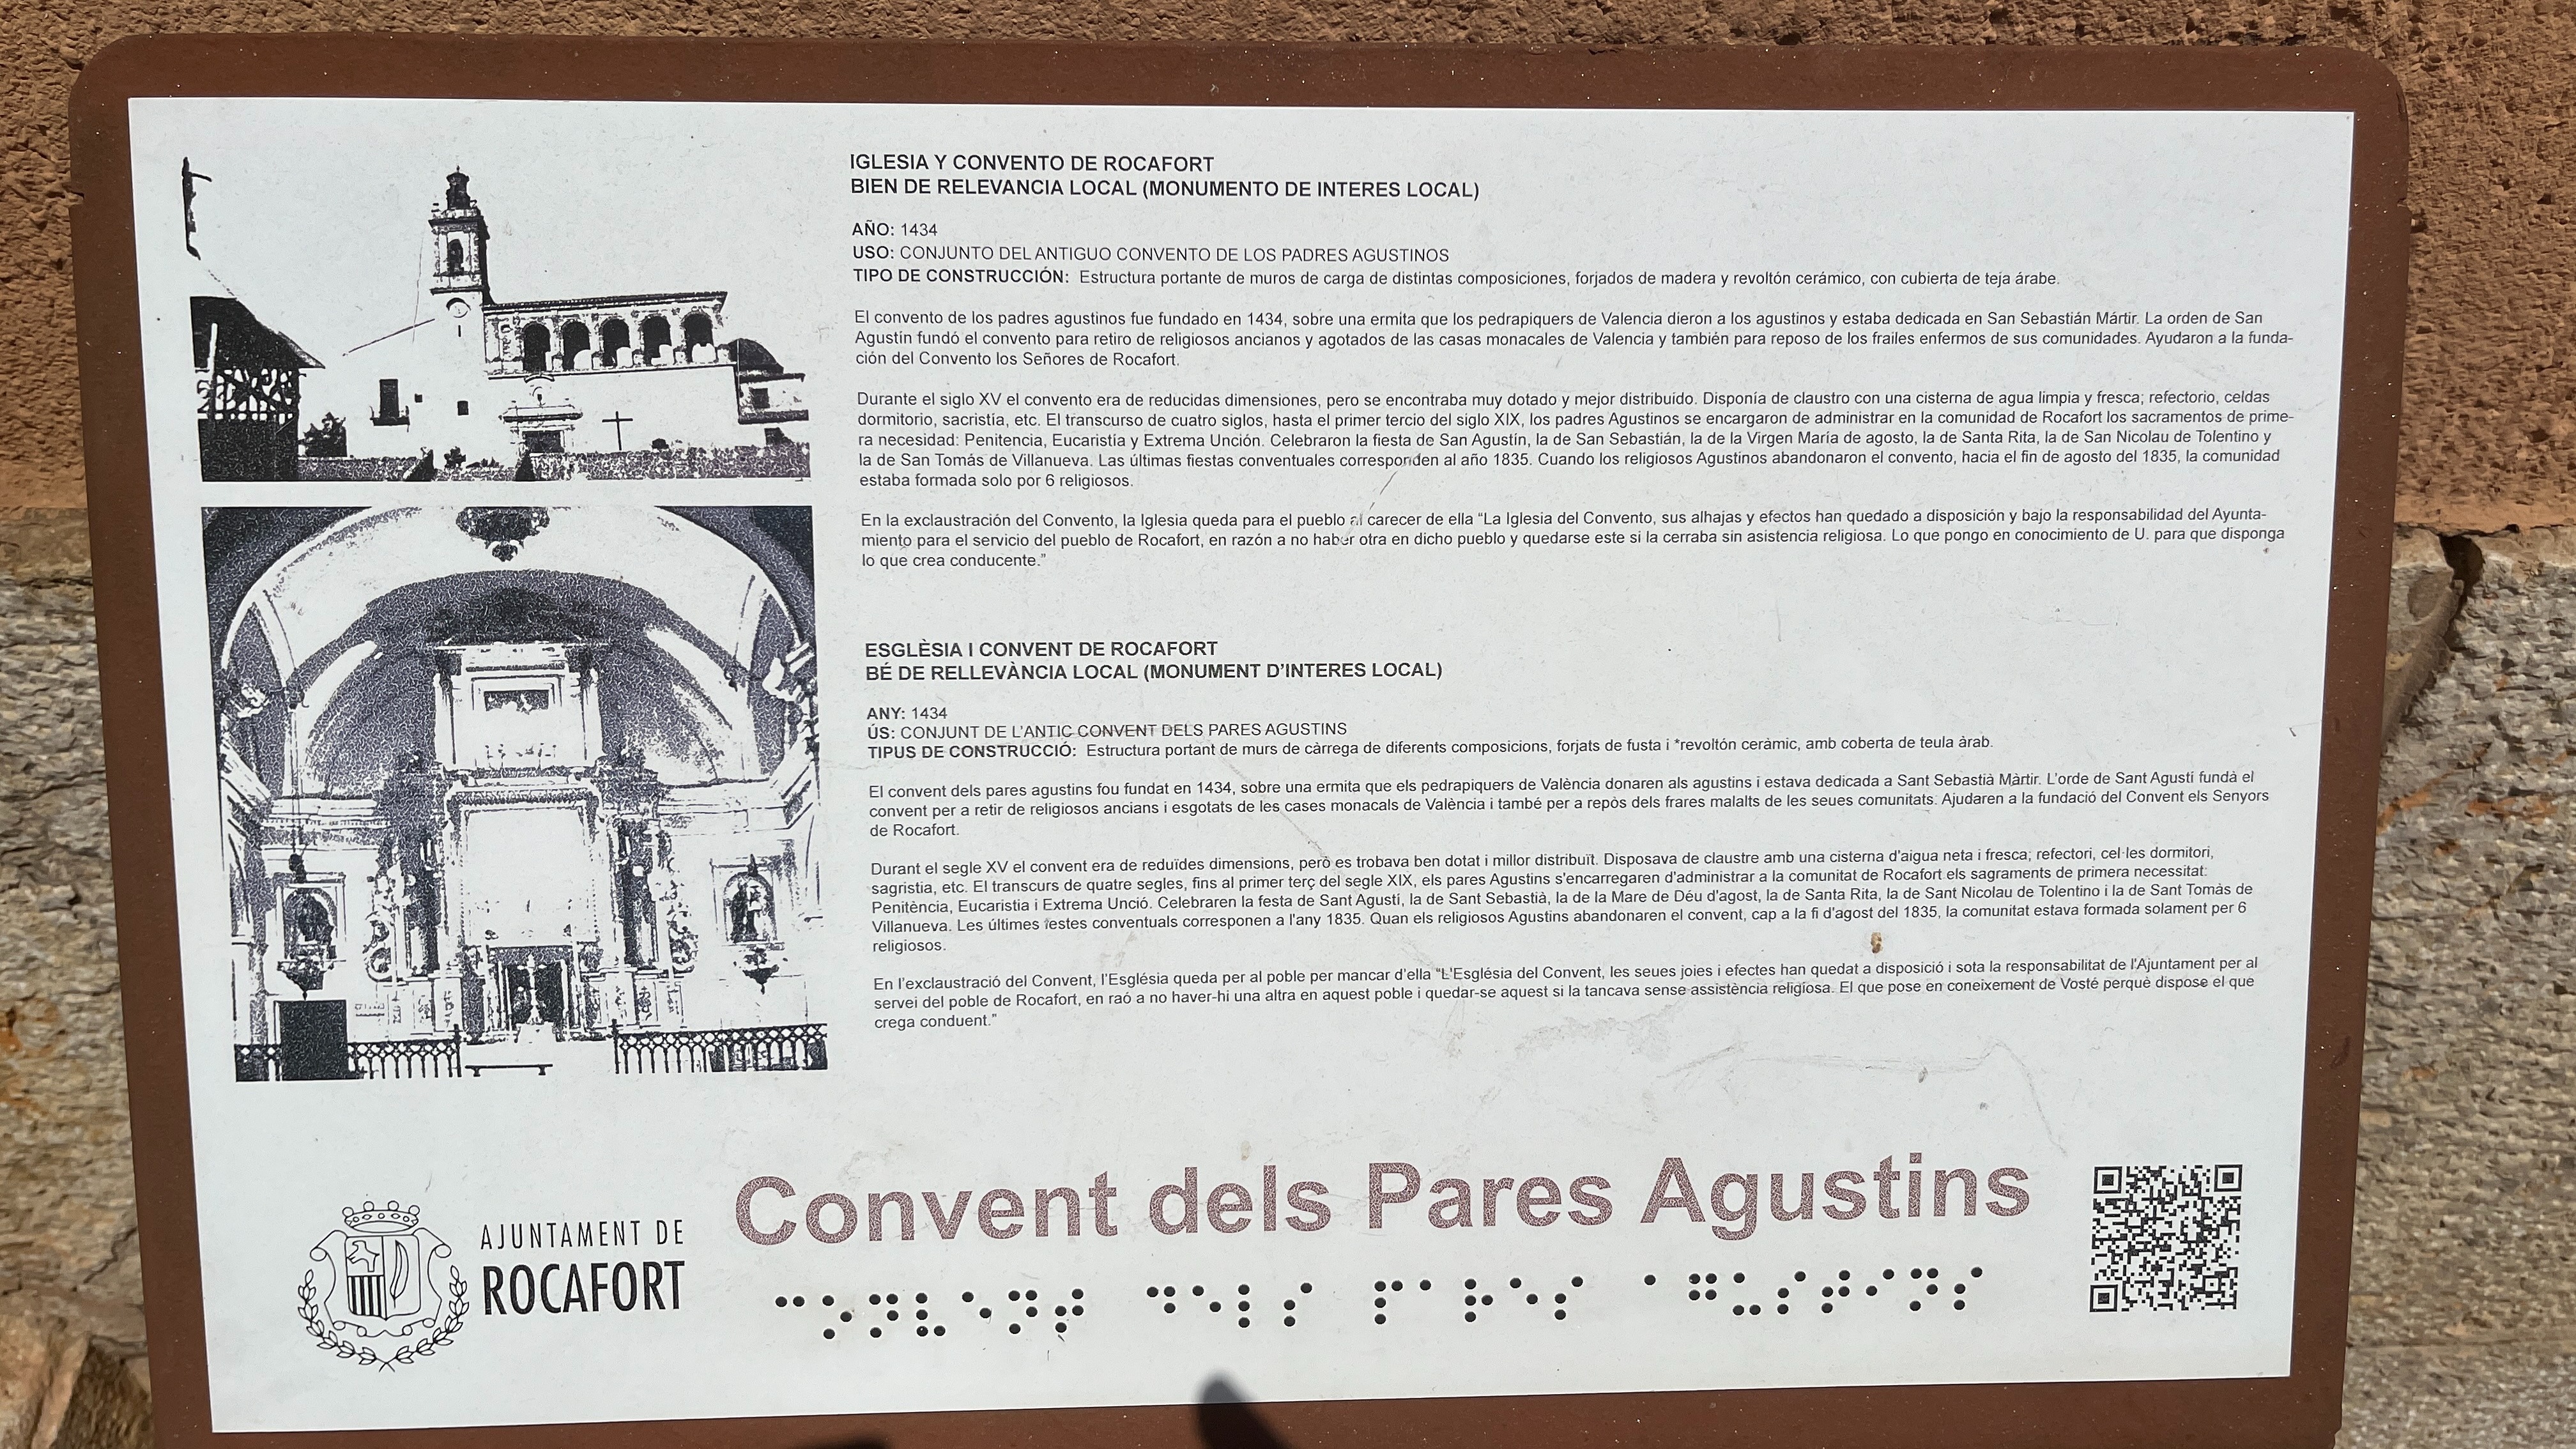 IGLESIA Y CONVENTO DE ROCAFORT
BIEN DE RELEVANCIA LOCAL (MONUMENTO DE INTERES LOCAL)
AÑO: 1434
USO: CONJUNTO DEL ANTIGUO CONVENTO DE LOS PADRES AGUSTINOS
TIPO DE CONSTRUCCIÓN: Estructura portante de muros de carga de distintas composiciones, forjados de madera y revoltón cerámico, con cubierta de teja árabe.
El convento de los padres agustinos fue fundado en 1434, sobre una ermita que los pedrapiquers de Valencia dieron a los agustinos y estaba dedicada en San Sebastián Mártir. La orden de San
Agustín fundó el convento para retiro de religiosos ancianos y agotados de las casas monacales de Valencia y también para reposo de los frailes enfermos de sus comunidades. Ayudaron a la funda-
ción del Convento los Señores de Rocafort.
Durante el siglo XV el convento era de reducidas dimensiones, pero se encontraba muy dotado y mejor distribuido. Disponía de claustro con una cisterna de agua limpia y fresca; refectorio, celdas
dormitorio, sacristía, etc. El transcurso de cuatro siglos, hasta el primer tercio del siglo XIX, los padres Agustinos se encargaron de administrar en la comunidad de Rocafort los sacramentos de prime-
ra necesidad: Penitencia, Eucaristía y Extrema Unción. Celebraron la fiesta de San Agustín, la de San Sebastián, la de la Virgen María de agosto, la de Santa Rita, la de San Nicolau de Tolentino y
la de San Tomás de Villanueva. Las últimas fiestas conventuales corresponden al año 1835. Cuando los religiosos Agustinos abandonaron el convento, hacia el fin de agosto del 1835, la comunidad
estaba formada solo por 6 religiosos.
En la exclaustración del Convento, la Iglesia queda para el pueblo al carecer de ella “La Iglesia del Convento, sus alhajas y efectos han quedado a disposición y bajo la responsabilidad del Ayunta-
miento para el servicio del pueblo de Rocafort, en razón a no haber otra en dicho pueblo y quedarse este si la cerraba sin asistencia religiosa. Lo que pongo en conocimiento de U. para que disponga
lo que crea conducente.”
ESGLÈSIA I CONVENT DE ROCAFORT
BÉ DE RELLEVÀNCIA LOCAL (MONUMENT D’INTERES LOCAL)
ANY: 1434
ÚS: CONJUNT DE L’ANTIC CONVENT DELS PARES AGUSTINS
TIPUS DE CONSTRUCCIÓ: Estructura portant de murs de càrrega de diferents composicions, forjats de fusta i *revoltón ceràmic, amb coberta de teula àrab.
El convent dels pares agustins fou fundat en 1434, sobre una ermita que els pedrapiquers de València donaren als agustins i estava dedicada a Sant Sebastià Màrtir. L’orde de Sant Agustí fundà el
convent per a retir de religiosos ancians i esgotats de les cases monacals de València i també per a repòs dels frares malalts de les seues comunitats. Ajudaren a la fundació del Convent els Senyors
de Rocafort.
Durant el segle XV el convent era de reduïdes dimensions, però es trobava ben dotat i millor distribuït. Disposava de claustre amb una cisterna d'aigua neta i fresca; refectori, cel·les dormitori,
sagristia, etc. El transcurs de quatre segles, fins al primer terç del segle XIX, els pares Agustins s'encarregaren d'administrar a la comunitat de Rocafort els sagraments de primera necessitat:
Penitència, Eucaristia i Extrema Unció. Celebraren la festa de Sant Agustí, la de Sant Sebastià, la de la Mare de Déu d'agost, la de Santa Rita, la de Sant Nicolau de Tolentino i la de Sant Tomàs de
Villanueva. Les últimes festes conventuals corresponen a l'any 1835. Quan els religiosos Agustins abandonaren el convent, cap a la fi d'agost del 1835, la comunitat estava formada solament per 6
religiosos.
En l’exclaustració del Convent, l’Església queda per al poble per mancar d’ella “L'Església del Convent, les seues joies i efectes han quedat a disposició i sota la responsabilitat de l'Ajuntament per al
servei del poble de Rocafort, en raó a no haver-hi una altra en aquest poble i quedar-se aquest si la tancava sense assistència religiosa. El que pose en coneixement de Vosté perquè dispose el que
crega conduent.”
Convent dels Pares Agustins
AJUNTAMENT DE
ROCAFORT
⠉⠕⠝⠧⠑⠝⠞ ⠙⠑⠇⠎ ⠏⠁⠗⠑⠎ ⠁⠛⠥⠎⠞⠊⠝⠎